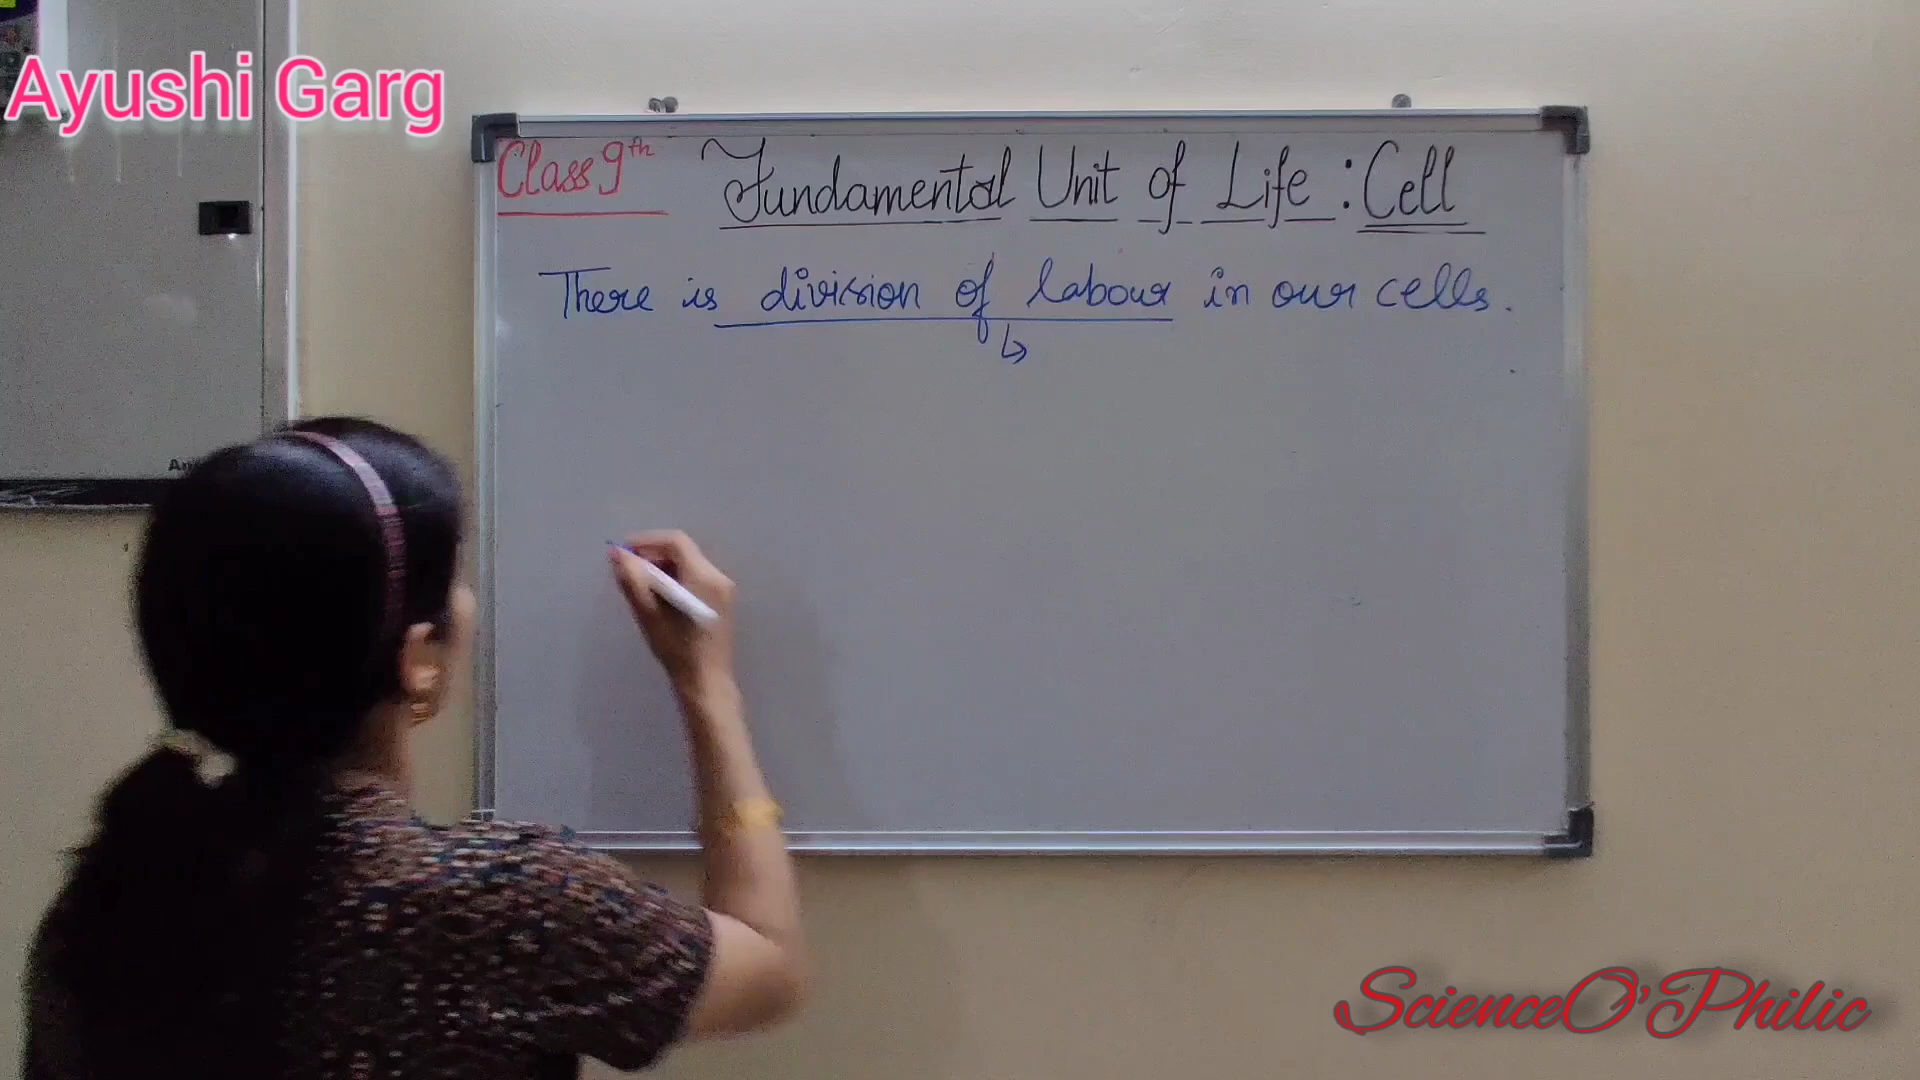 Ayushi Garg
Class 9th Fundamental Unit of Life : Cell
There is division of labour in our cells.
↳
ScienceO'Philic